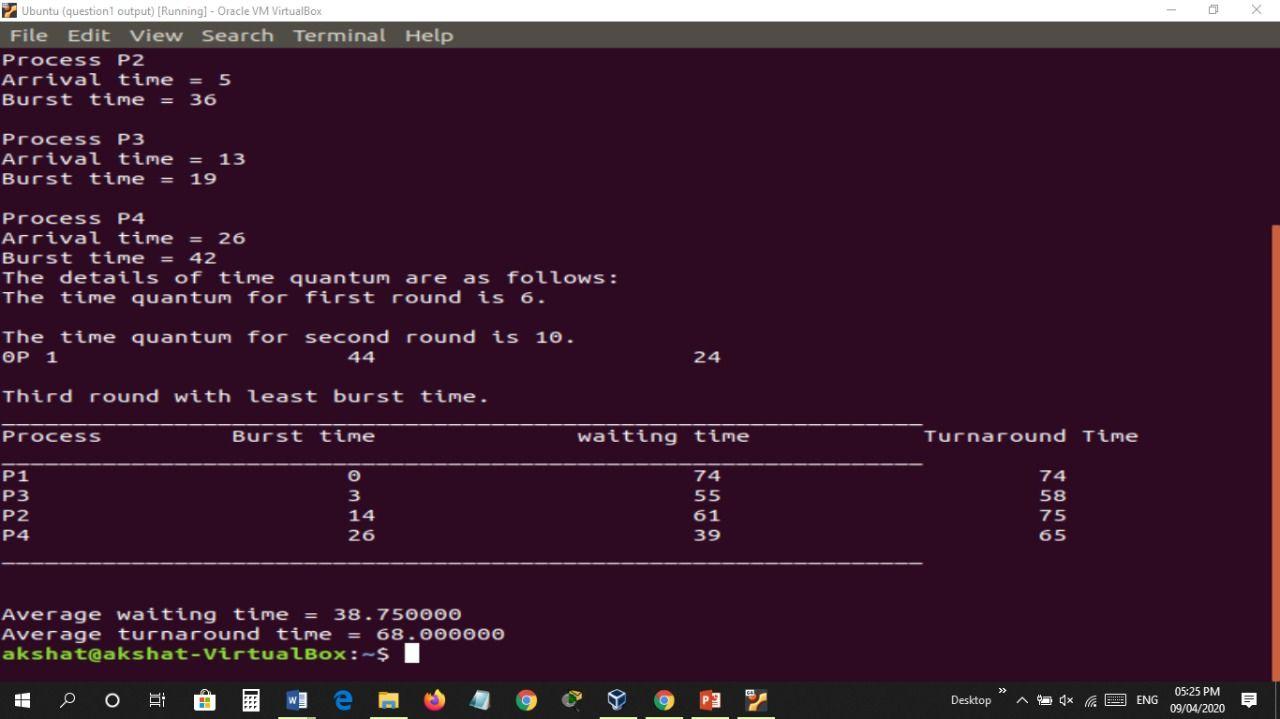 Ubuntu (question1 output) [Running] - Oracle VM VirtualBox
File Edit View Search Terminal Help
Process P2
Arrival time = 5
Burst time = 36
Process P3
Arrival time = 13
Burst time = 19
Process P4
Arrival time = 26
Burst time = 42
The details of time quantum are as follows:
The time quantum for first round is 6.
The time quantum for second round is 10.
0P 1 44 24
Third round with least burst time.
Process Burst time waiting time Turnaround Time
P1 0 74 74
P3 3 55 58
P2 14 61 75
P4 26 39 65
Average waiting time = 38.750000
Average turnaround time = 68.000000
akshat@akshat-VirtualBox:~$
Desktop » ENG 05:25 PM
09/04/2020